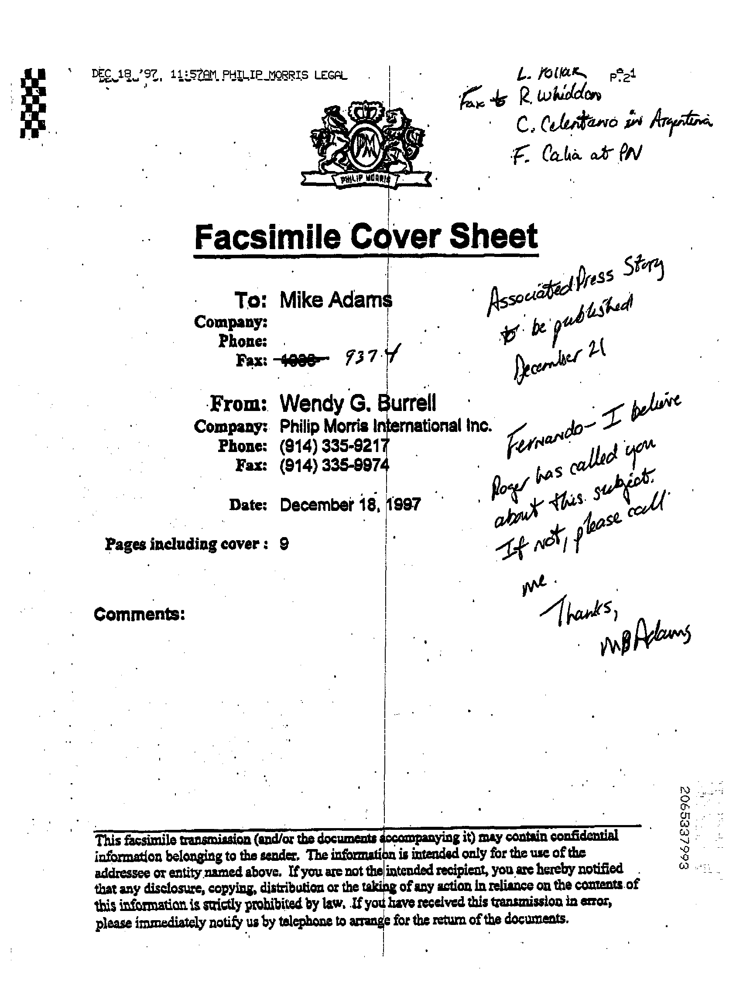 DEC 18 '97, 11:57AM PHILIP MORRIS LEGAL
P.2
Fax to R. Whiddon
C. Celentano in Argentina
F. Calia at PN
PM
PHILIP MORRIS
Facsimile Cover Sheet
To: Mike Adams
Company:
Phone:
Fax: 9374
From: Wendy G. Burrell
Company: Philip Morris International Inc.
Phone: (914) 335-9217
Fax: (914) 335-9974
Date: December 18, 1997
Pages including cover : 9
Comments:
Associated Press Story
to be published
December 21
Fernando- I believe
Roger has called you
about this subject.
If not, please call
me.
Thanks,
MB Adams
2065337993
This facsimile transmission (and/or the documents accompanying it) may contain confidential
information belonging to the sender. The information is intended only for the use of the
addressee or entity named above. If you are not the intended recipient, you are hereby notified
that any disclosure, copying, distribution or the taking of any action in reliance on the contents of
this information is strictly prohibited by law. If you have received this transmission in error,
please immediately notify us by telephone to arrange for the return of the documents.